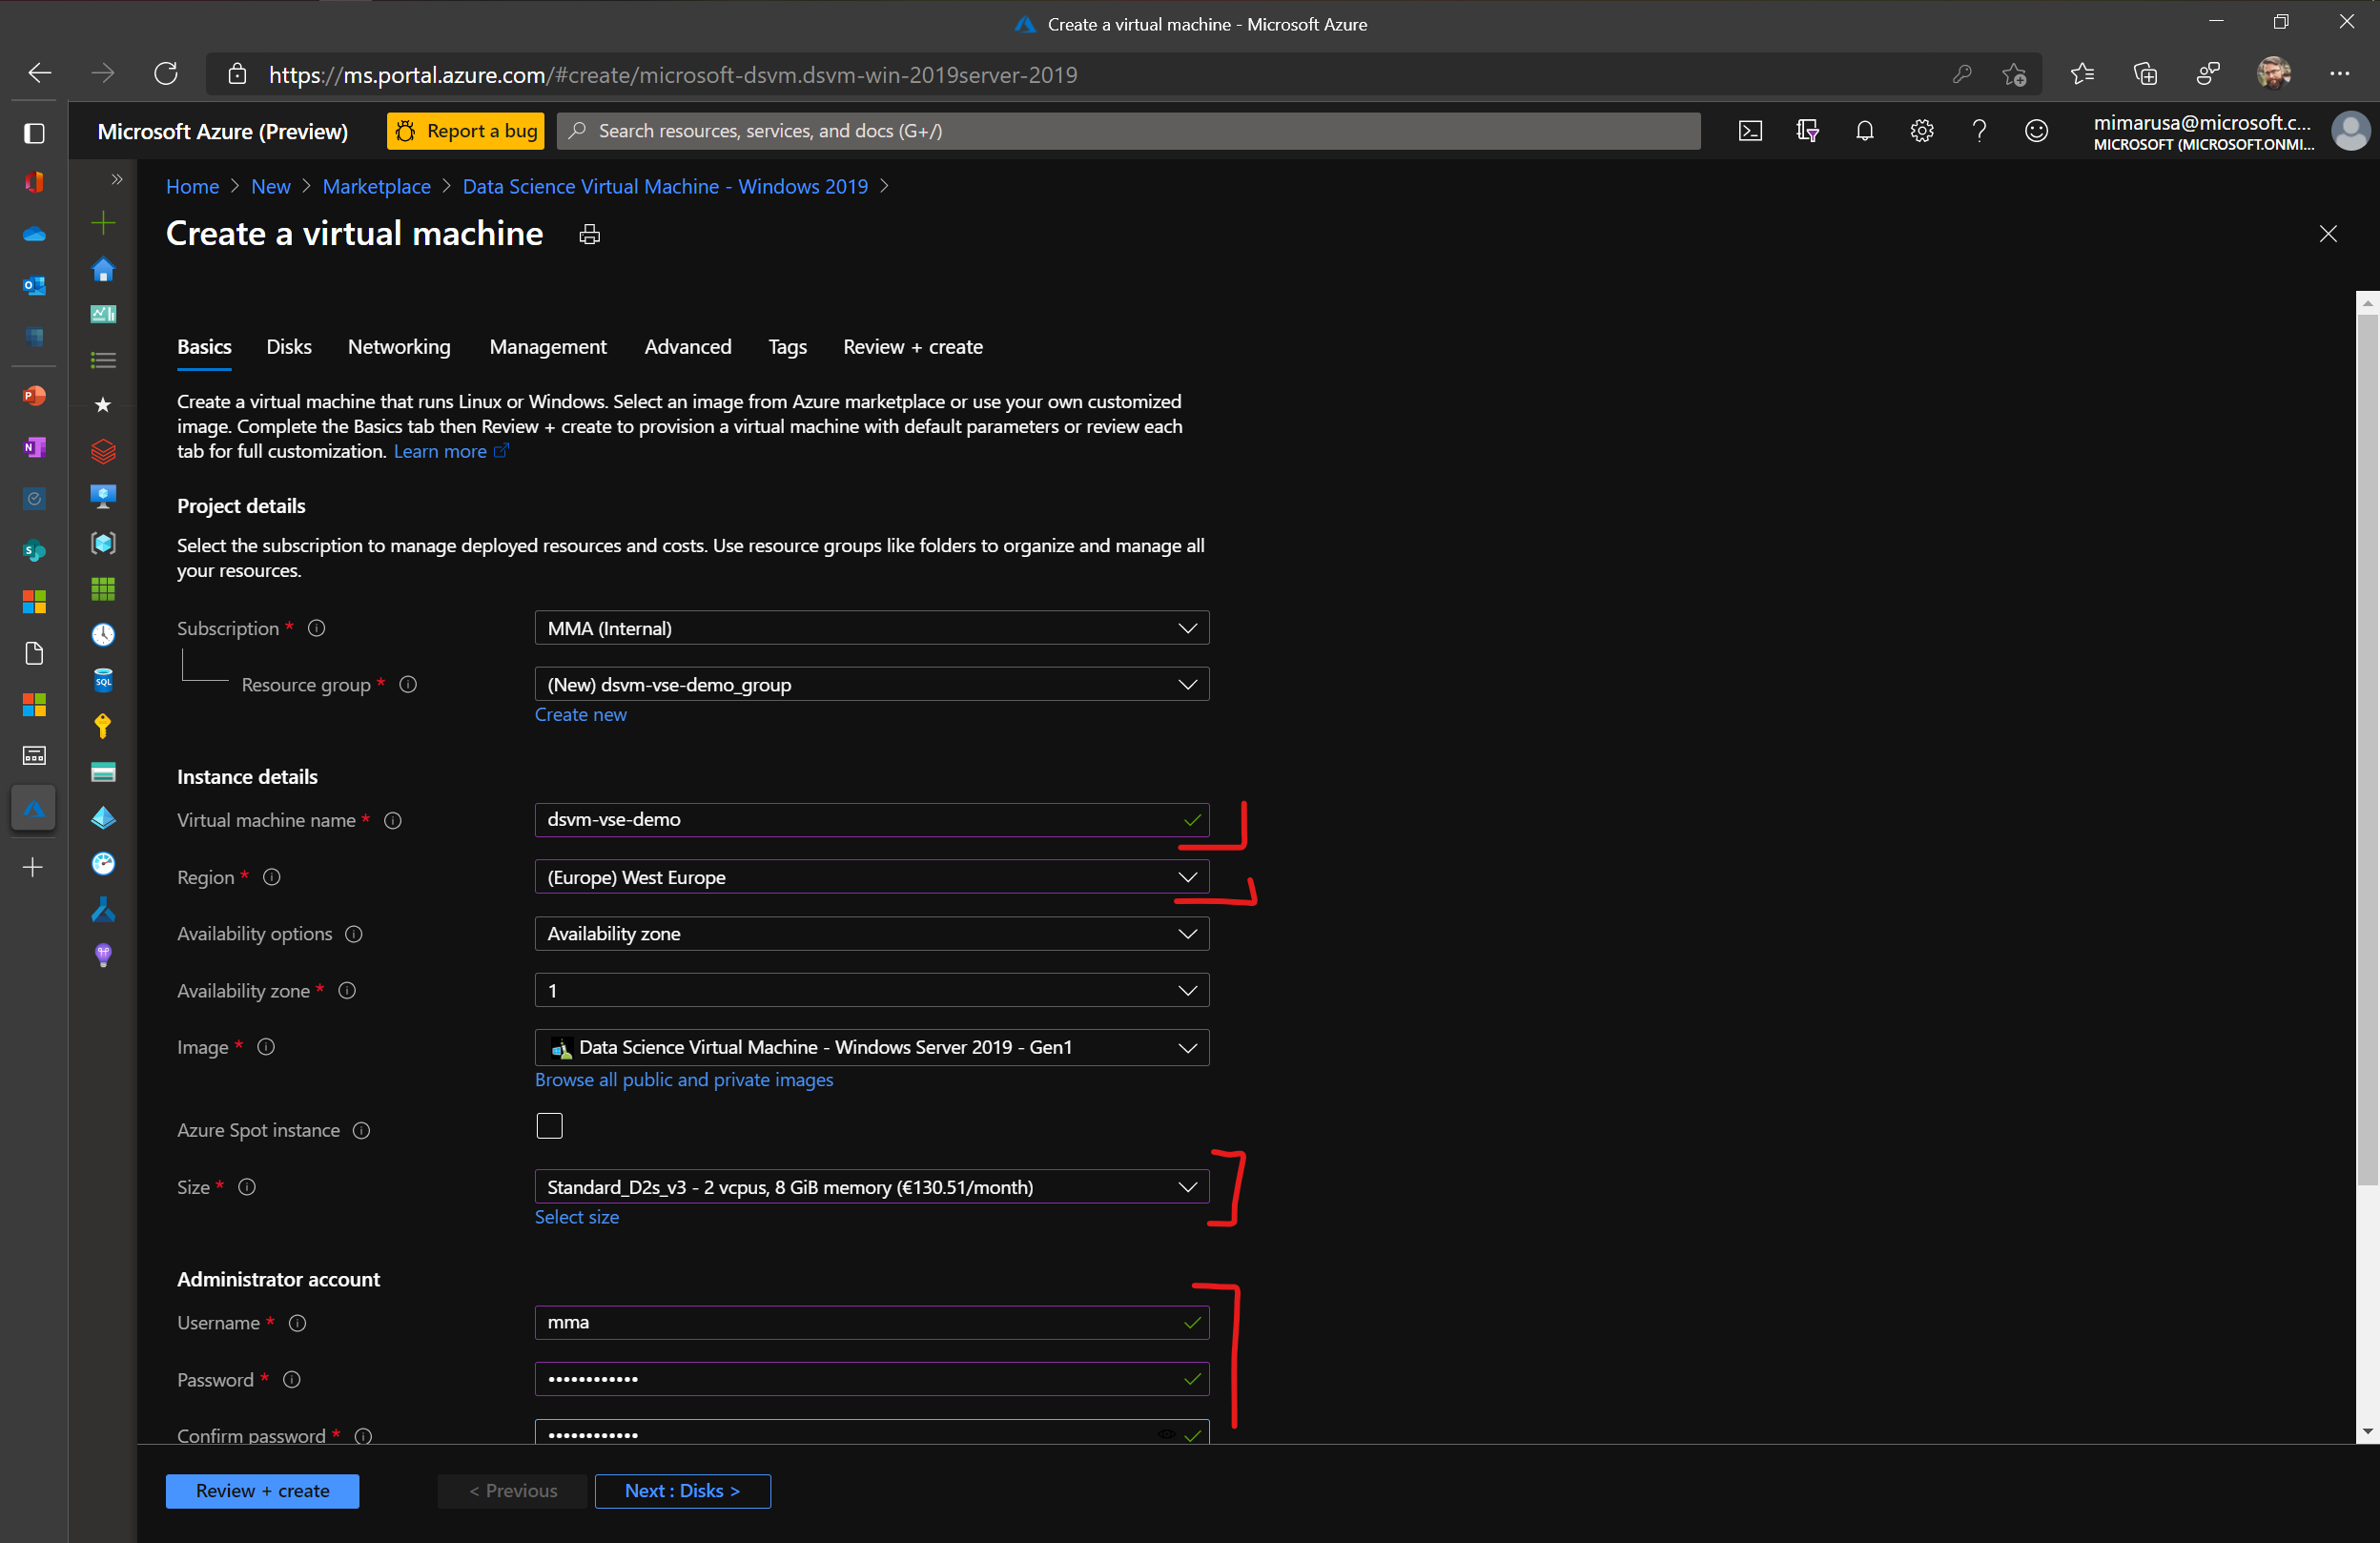 Create a virtual machine - Microsoft Azure
https://ms.portal.azure.com/#create/microsoft-dsvm.dsvm-win-2019server-2019
Microsoft Azure (Preview)
Report a bug
Search resources, services, and docs (G+/)
mimarusa@microsoft.c...
MICROSOFT (MICROSOFT.ONMI...
Home > New > Marketplace > Data Science Virtual Machine - Windows 2019 >
Create a virtual machine
Basics Disks Networking Management Advanced Tags Review + create
Create a virtual machine that runs Linux or Windows. Select an image from Azure marketplace or use your own customized
image. Complete the Basics tab then Review + create to provision a virtual machine with default parameters or review each
tab for full customization. Learn more
Project details
Select the subscription to manage deployed resources and costs. Use resource groups like folders to organize and manage all
your resources.
Subscription * MMA (Internal)
Resource group * (New) dsvm-vse-demo_group
Create new
Instance details
Virtual machine name * dsvm-vse-demo
Region * (Europe) West Europe
Availability options Availability zone
Availability zone * 1
Image * Data Science Virtual Machine - Windows Server 2019 - Gen1
Browse all public and private images
Azure Spot instance
Size * Standard_D2s_v3 - 2 vcpus, 8 GiB memory (€130.51/month)
Select size
Administrator account
Username * mma
Password * ••••••••••••
Confirm password * ••••••••••••
Review + create < Previous Next : Disks >